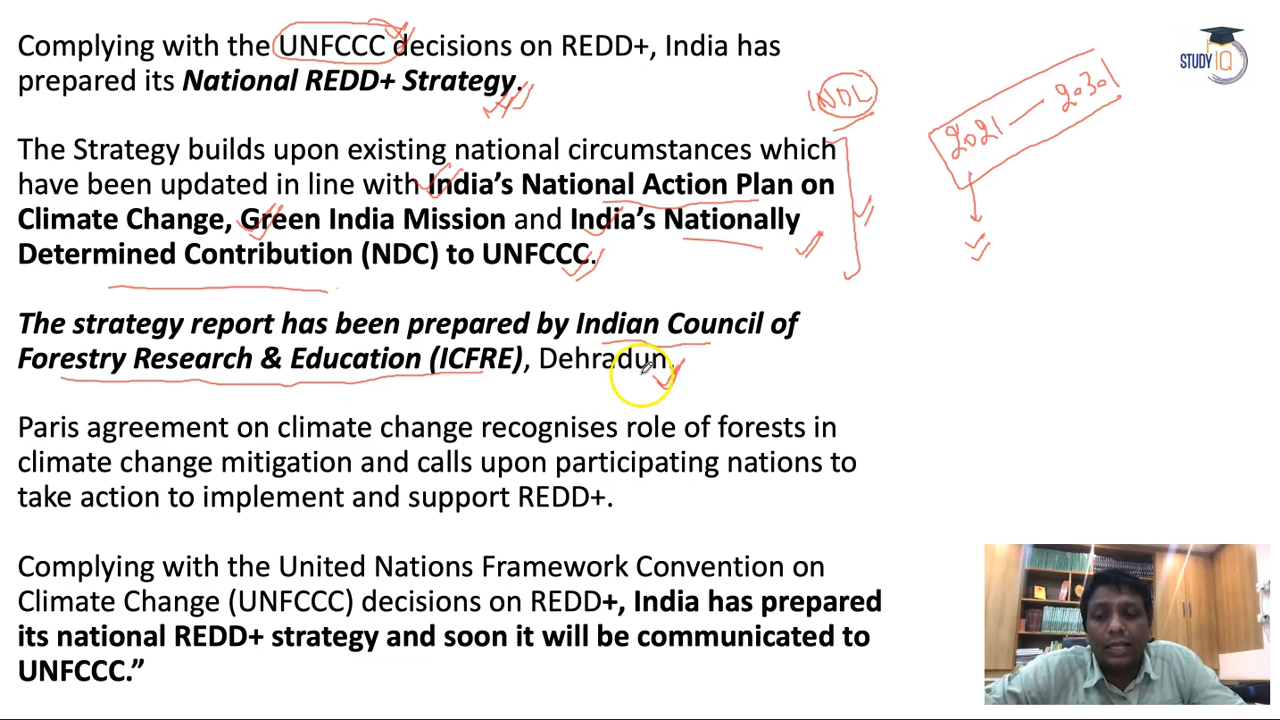 Complying with the UNFCCC decisions on REDD+, India has
prepared its National REDD+ Strategy.
The Strategy builds upon existing national circumstances which
have been updated in line with India's National Action Plan on
Climate Change, Green India Mission and India's Nationally
Determined Contribution (NDC) to UNFCCC.
The strategy report has been prepared by Indian Council of
Forestry Research & Education (ICFRE), Dehradun.
Paris agreement on climate change recognises role of forests in
climate change mitigation and calls upon participating nations to
take action to implement and support REDD+.
Complying with the United Nations Framework Convention on
Climate Change (UNFCCC) decisions on REDD+, India has prepared
its national REDD+ strategy and soon it will be communicated to
UNFCCC.”
2021 — 2030
STUDY IQ